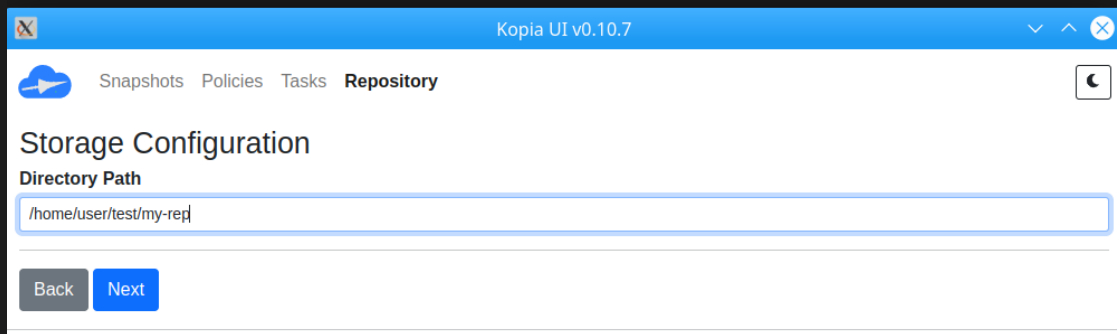 Kopia UI v0.10.7
Snapshots Policies Tasks Repository
Storage Configuration
Directory Path
/home/user/test/my-rep
Back Next